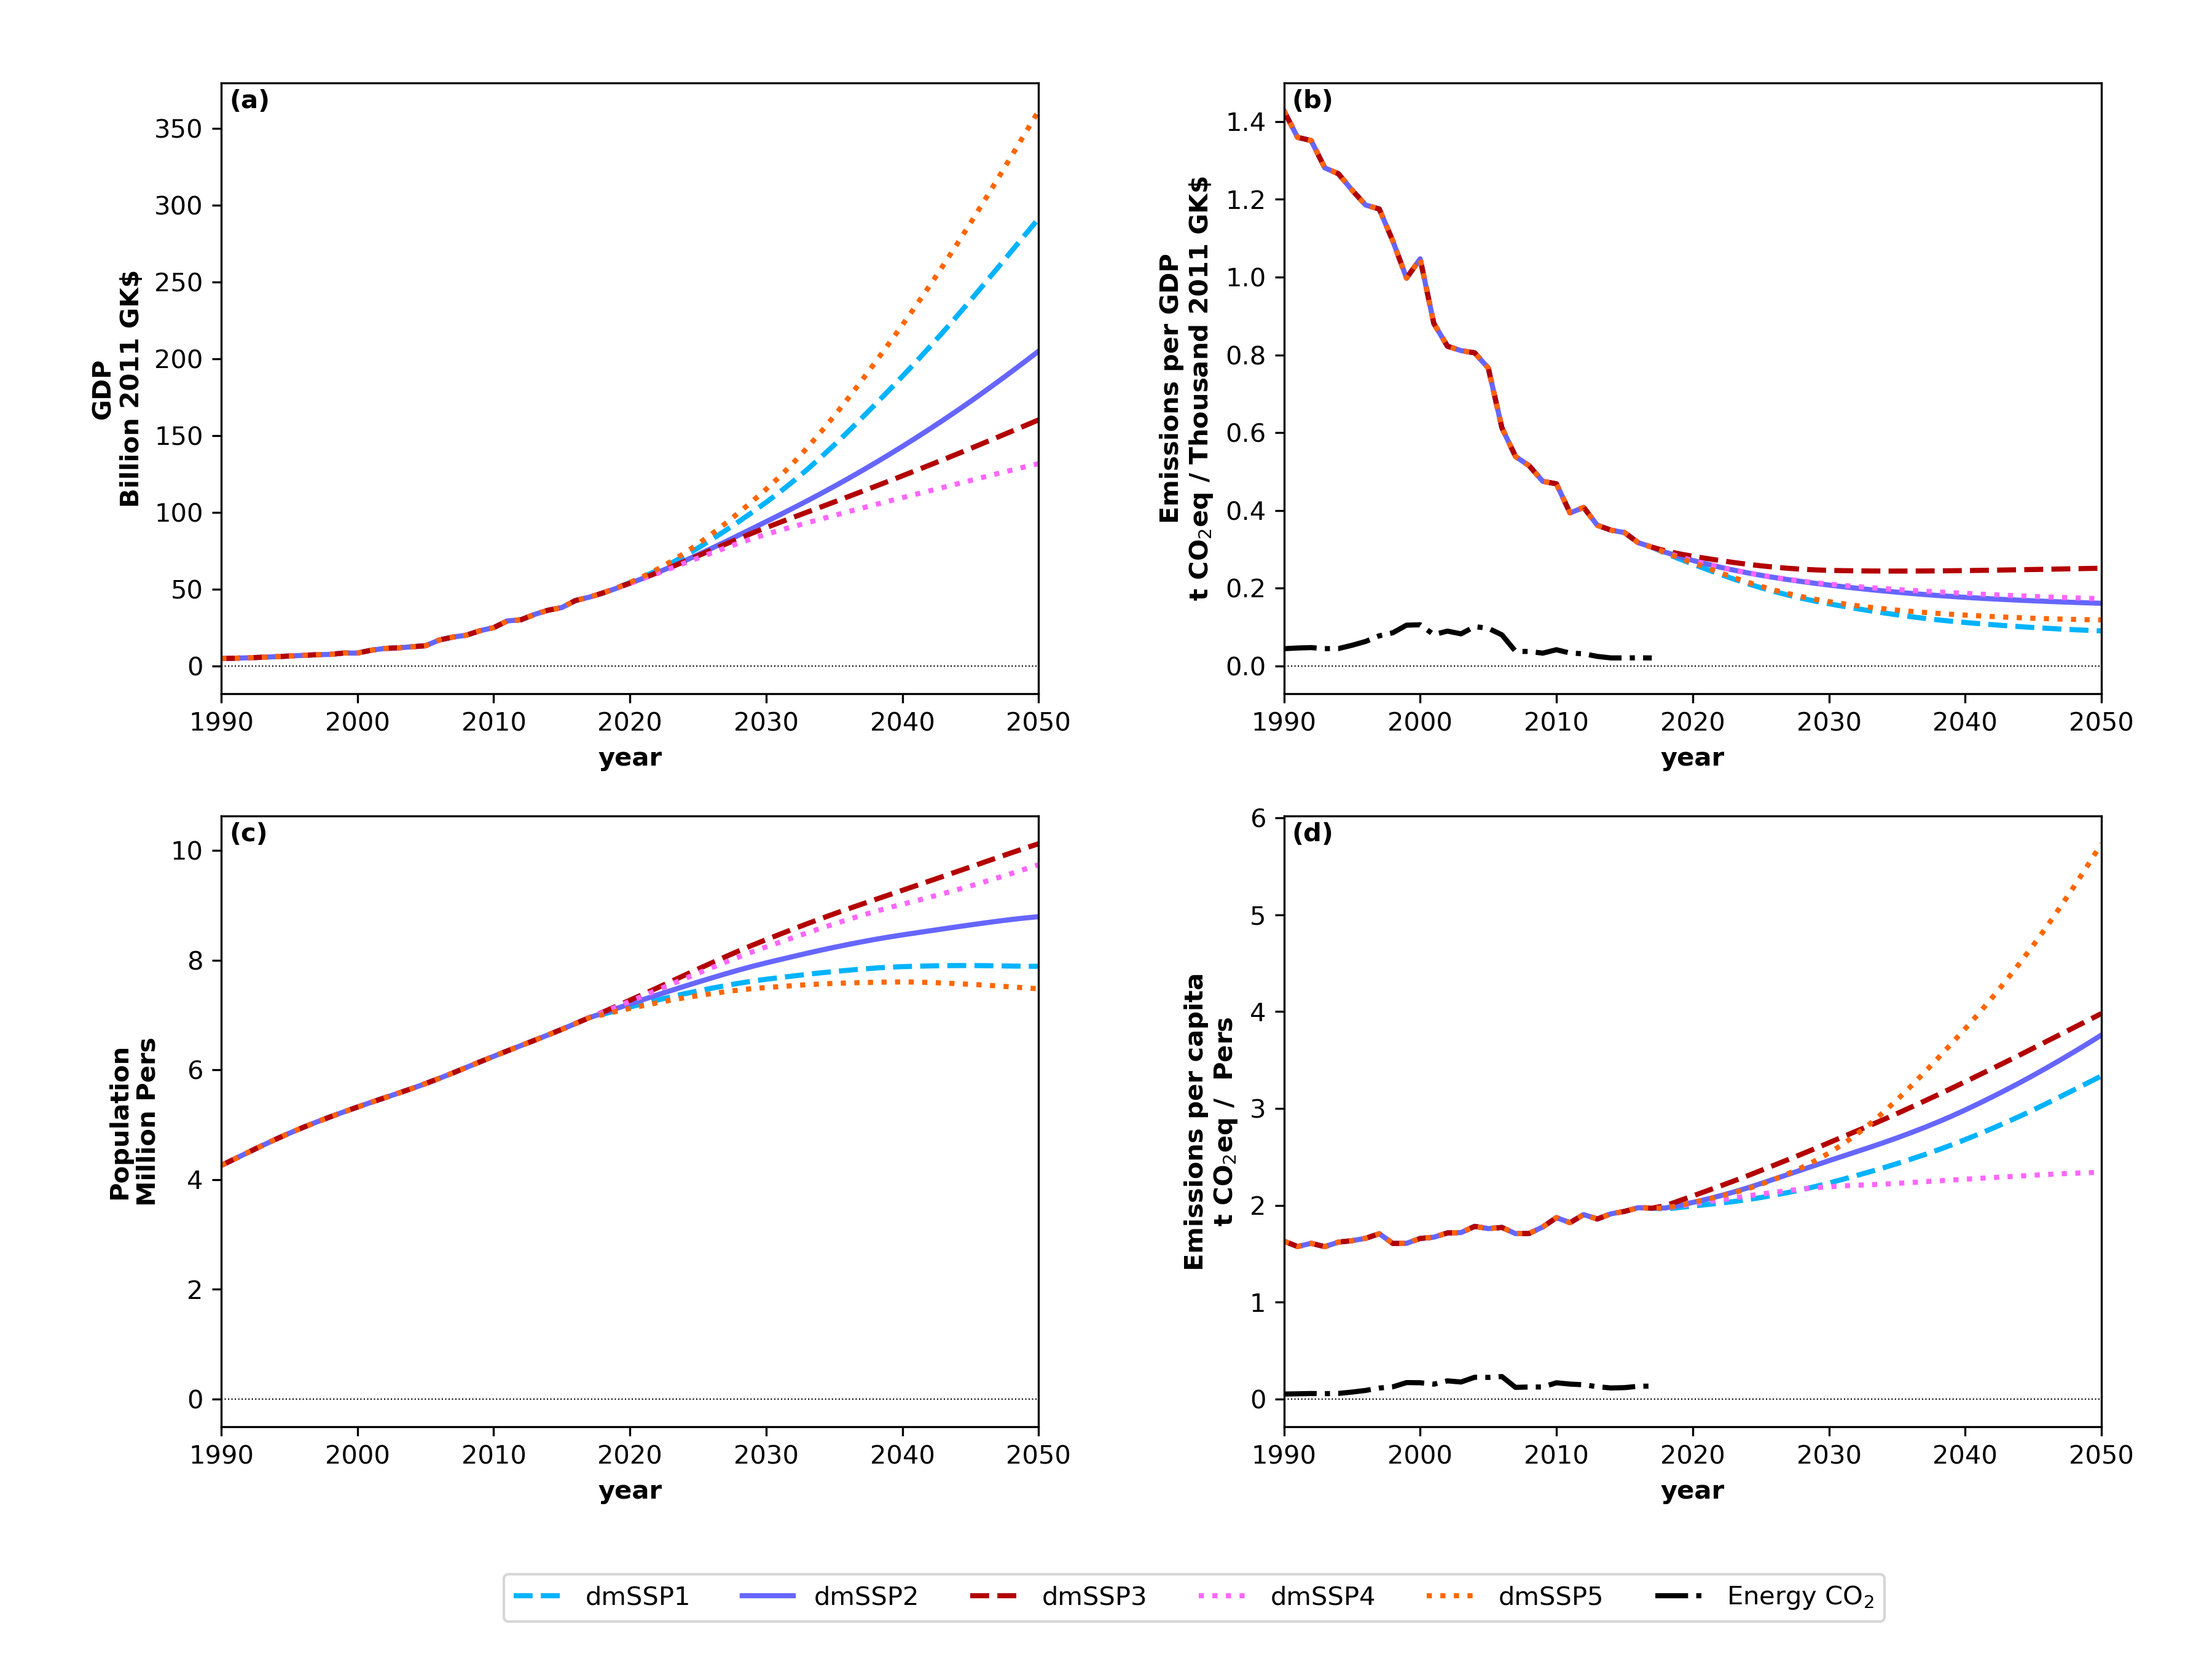 (a)
GDP
Billion 2011 GK$
350
300
250
200
150
100
50
0
1990 2000 2010 2020 2030 2040 2050
year
(b)
Emissions per GDP
t CO₂eq / Thousand 2011 GK$
1.4
1.2
1.0
0.8
0.6
0.4
0.2
0.0
1990 2000 2010 2020 2030 2040 2050
year
(c)
Population
Million Pers
10
8
6
4
2
0
1990 2000 2010 2020 2030 2040 2050
year
(d)
Emissions per capita
t CO₂eq / Pers
6
5
4
3
2
1
0
1990 2000 2010 2020 2030 2040 2050
year
dmSSP1 dmSSP2 dmSSP3 dmSSP4 dmSSP5 Energy CO₂